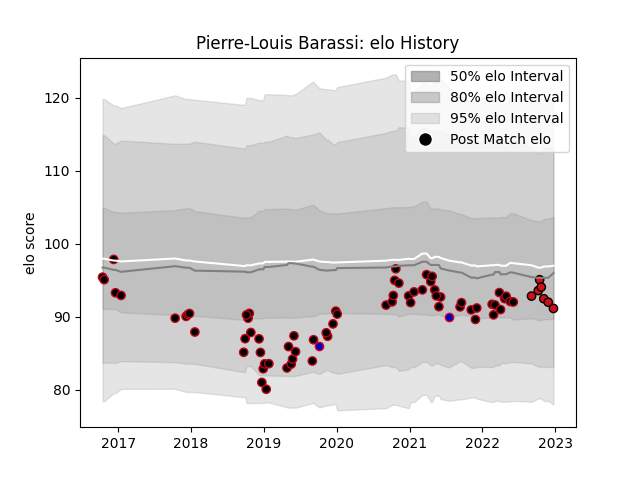 Pierre-Louis Barassi: elo History
50% elo Interval
80% elo Interval
95% elo Interval
Post Match elo
elo score
120
110
100
90
80
2017 2018 2019 2020 2021 2022 2023